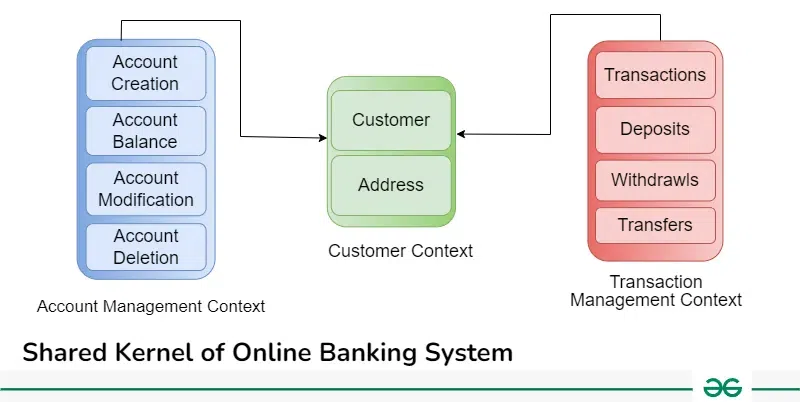 Account
Creation
Account
Balance
Account
Modification
Account
Deletion
Account Management Context
Customer
Address
Customer Context
Transactions
Deposits
Withdrawls
Transfers
Transaction
Management Context
Shared Kernel of Online Banking System